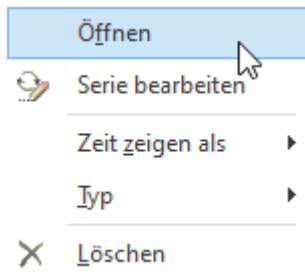 Öffnen
Serie bearbeiten
Zeit zeigen als
Typ
Löschen